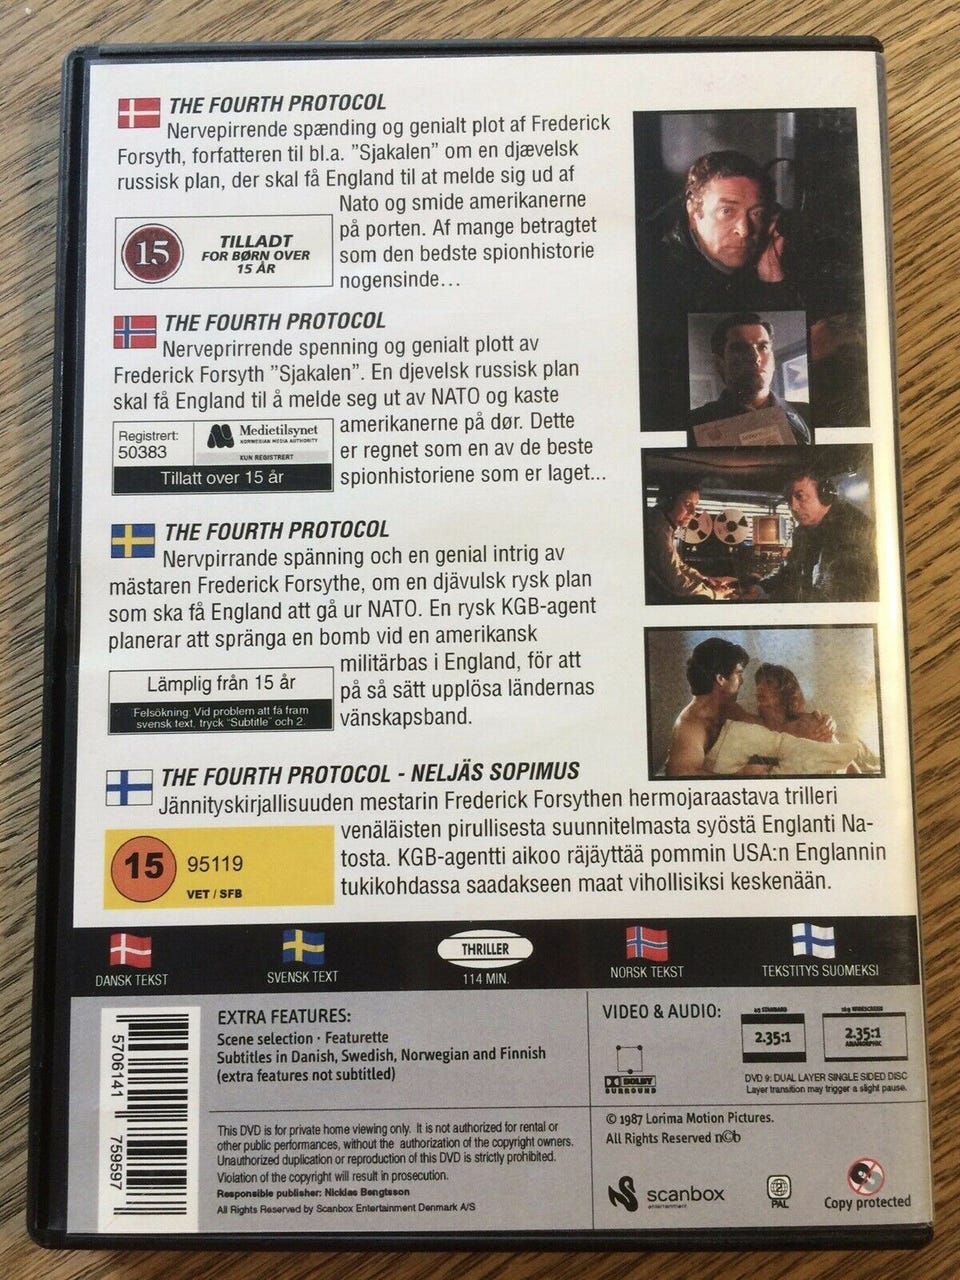 THE FOURTH PROTOCOL
Nervepirrende spænding og genialt plot af Frederick
Forsyth, forfatteren til bl.a. ”Sjakalen” om en djævelsk
russisk plan, der skal få England til at melde sig ud af
Nato og smide amerikanerne
på porten. Af mange betragtet
som den bedste spionhistorie
nogensinde...
15
TILLADT
FOR BØRN OVER
15 ÅR
THE FOURTH PROTOCOL
Nerveprirrende spenning og genialt plott av
Frederick Forsyth ”Sjakalen”. En djevelsk russisk plan
skal få England til å melde seg ut av NATO og kaste
amerikanerne på dør. Dette
er regnet som en av de beste
spionhistoriene som er laget...
Registrert:
50383
Medietilsynet
NORWEGIAN MEDIA AUTHORITY
KUN REGISTRERT
Tillatt over 15 år
THE FOURTH PROTOCOL
Nervpirrande spänning och en genial intrig av
mästaren Frederick Forsythe, om en djävulsk rysk plan
som ska få England att gå ur NATO. En rysk KGB-agent
planerar att spränga en bomb vid en amerikansk
militärbas i England, för att
på så sätt upplösa ländernas
vänskapsband.
Lämplig från 15 år
Felsökning: Vid problem att få fram
svensk text, tryck ”Subtitle” och 2.
THE FOURTH PROTOCOL - NELJÄS SOPIMUS
Jännityskirjallisuuden mestarin Frederick Forsythen hermojaraastava trilleri
venäläisten pirullisesta suunnitelmasta syöstä Englanti Na-
tosta. KGB-agentti aikoo räjäyttää pommin USA:n Englannin
tukikohdassa saadakseen maat vihollisiksi keskenään.
15
95119
VET / SFB
DANSK TEKST
SVENSK TEXT
THRILLER
114 MIN.
NORSK TEKST
TEKSTITYS SUOMEKSI
5706141 759597
EXTRA FEATURES:
Scene selection · Featurette
Subtitles in Danish, Swedish, Norwegian and Finnish
(extra features not subtitled)
VIDEO & AUDIO:
DOLBY
SURROUND
4:3 STANDARD
2.35:1
16:9 WIDESCREEN
2.35:1
ANAMORPHIC
DVD 9: DUAL LAYER SINGLE SIDED DISC
Layer transition may trigger a slight pause.
This DVD is for private home viewing only. It is not authorized for rental or
other public performances, without the authorization of the copyright owners.
Unauthorized duplication or reproduction of this DVD is strictly prohibited.
Violation of the copyright will result in prosecution.
Responsible publisher: Nicklas Bengtsson
All Rights Reserved by Scanbox Entertainment Denmark A/S
© 1987 Lorima Motion Pictures.
All Rights Reserved n©b
scanbox
entertainment
2
PAL
Copy protected